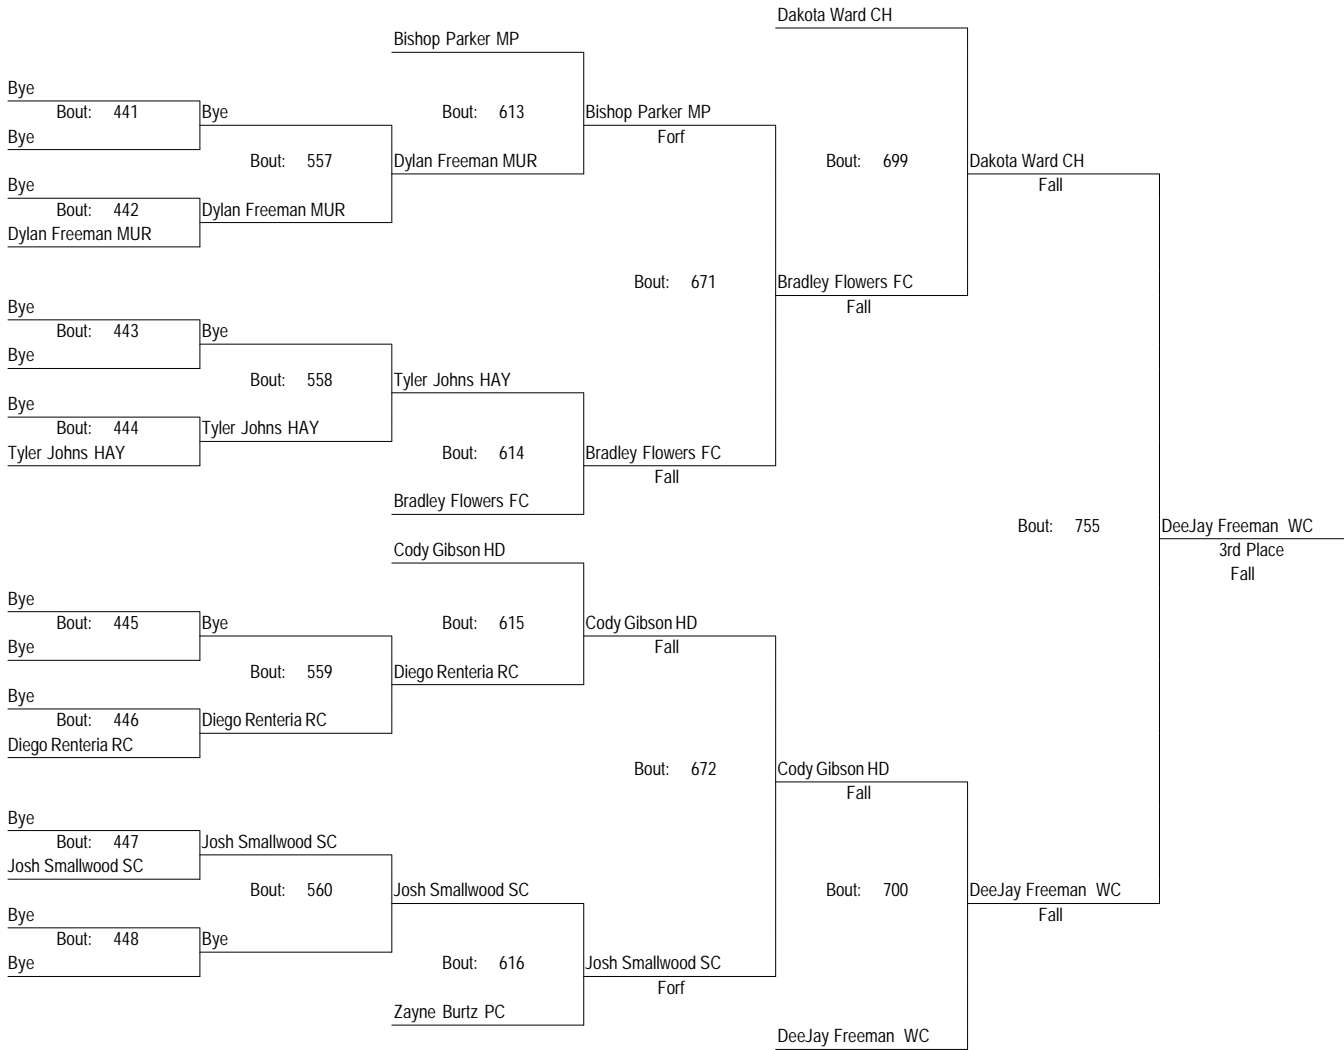 Dakota Ward CH
Bishop Parker MP
Bye
Bout: 441
Bye
Bout: 613
Bishop Parker MP
Bye
Forf
Bout: 557
Dylan Freeman MUR
Bout: 699
Dakota Ward CH
Bye
Fall
Bout: 442
Dylan Freeman MUR
Dylan Freeman MUR
Bout: 671
Bradley Flowers FC
Bye
Fall
Bout: 443
Bye
Bye
Bout: 558
Tyler Johns HAY
Bye
Bout: 444
Tyler Johns HAY
Tyler Johns HAY
Bout: 614
Bradley Flowers FC
Fall
Bradley Flowers FC
Bout: 755
DeeJay Freeman WC
Cody Gibson HD
3rd Place
Fall
Bye
Bout: 445
Bye
Bout: 615
Cody Gibson HD
Bye
Fall
Bout: 559
Diego Renteria RC
Bye
Bout: 446
Diego Renteria RC
Diego Renteria RC
Bout: 672
Cody Gibson HD
Fall
Bye
Bout: 447
Josh Smallwood SC
Josh Smallwood SC
Bout: 560
Josh Smallwood SC
Bout: 700
DeeJay Freeman WC
Bye
Fall
Bout: 448
Bye
Bye
Bout: 616
Josh Smallwood SC
Forf
Zayne Burtz PC
DeeJay Freeman WC